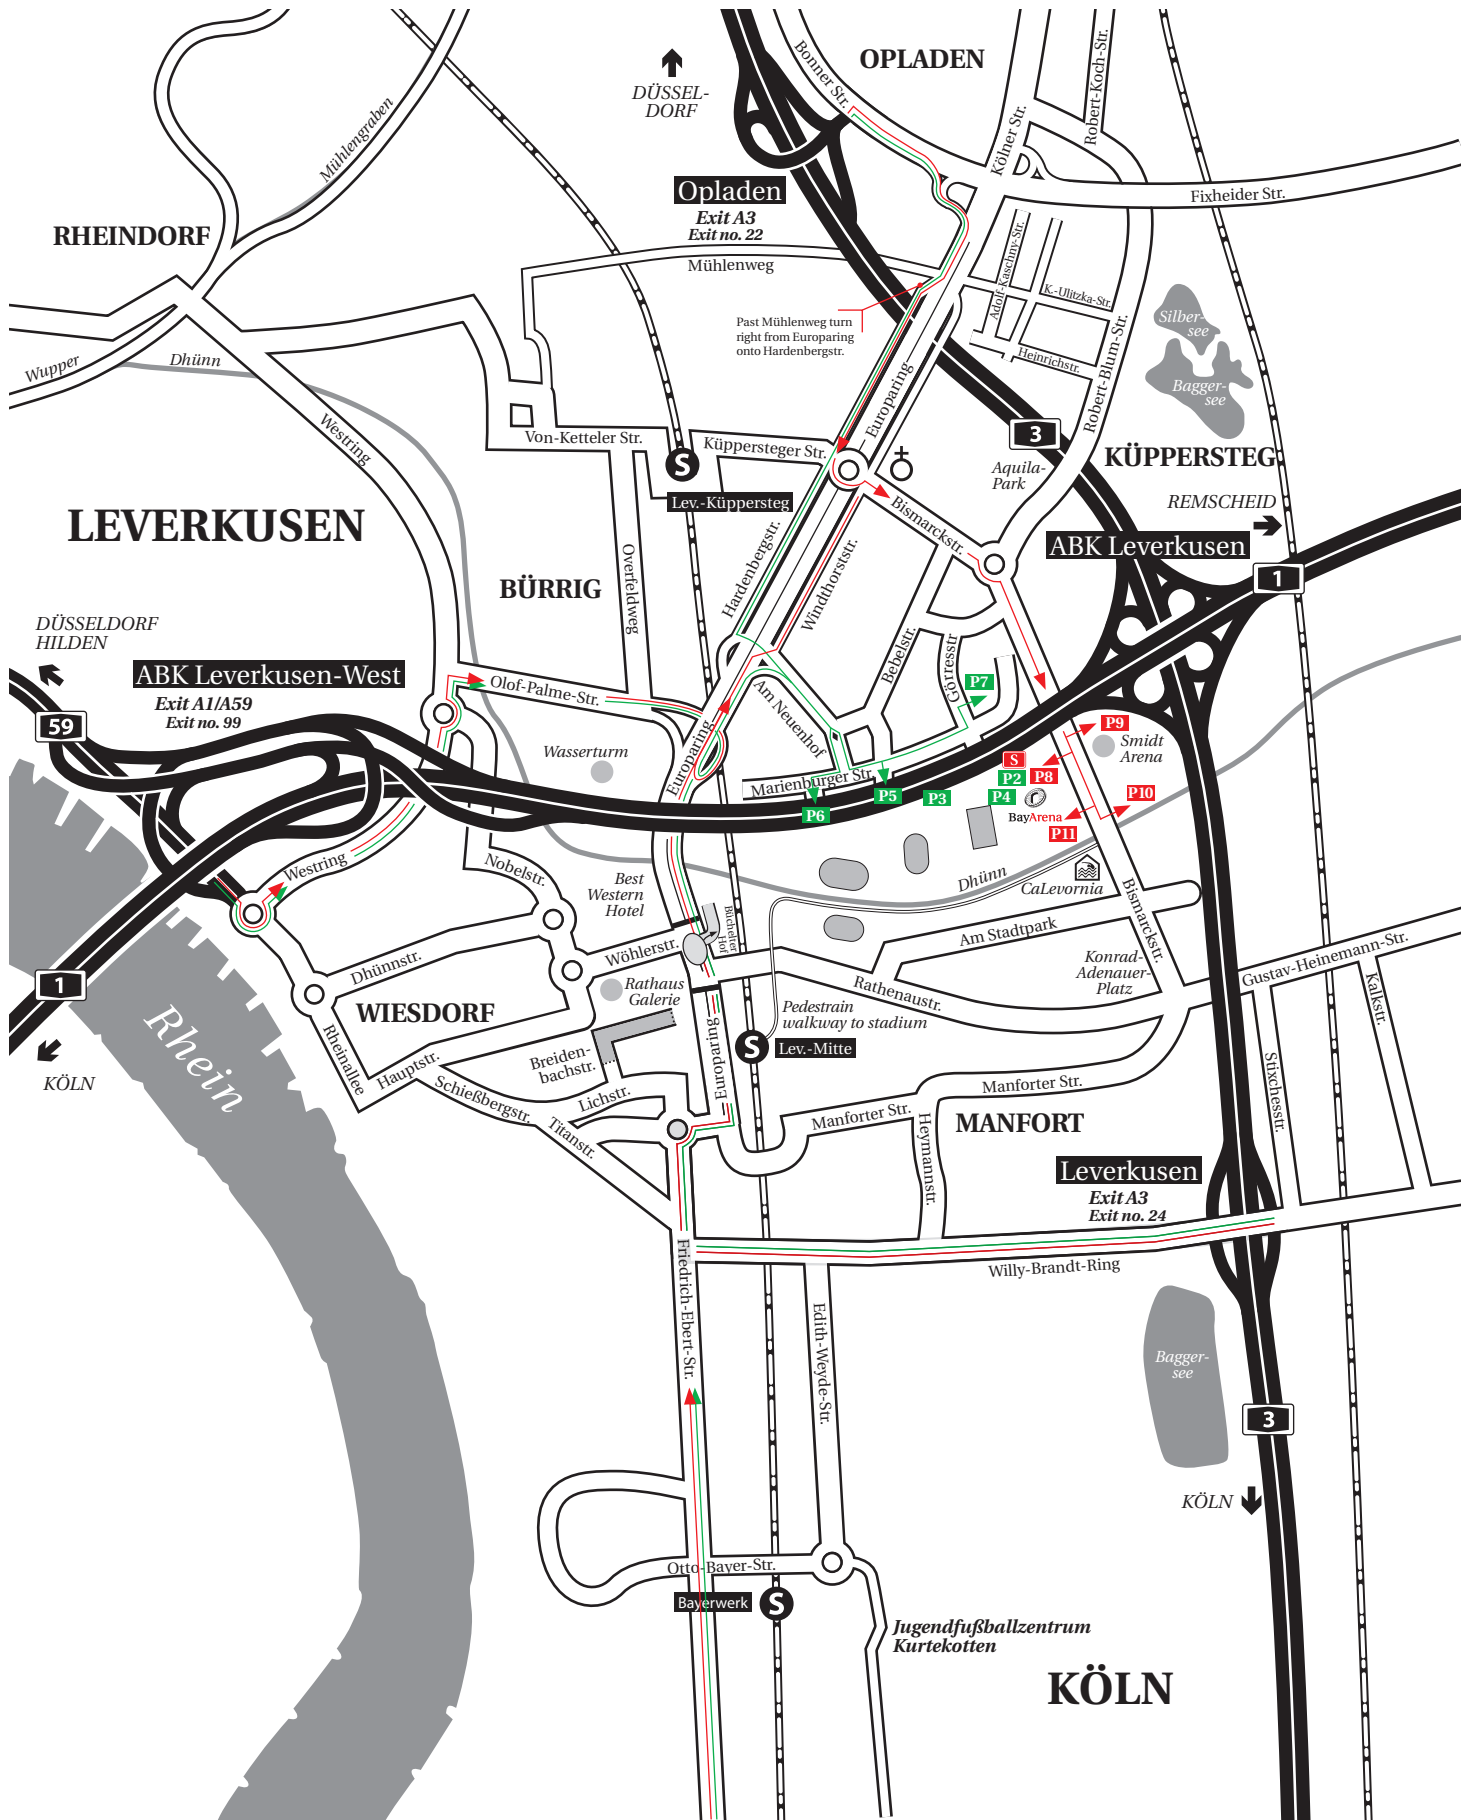 OPLADEN
Bonner Str.
DÜSSEL-
DORF
Kölner Str.
Robert-Koch-Str.
Mühlengraben
Opladen
Exit A3
Exit no. 22
Fixheider Str.
RHEINDORF
Mühlenweg
Adolf-Kaschny-Str.
K.-Ulitzka-Str.
Heinrichstr.
Past Mühlenweg turn
right from Europaring
onto Hardenbergstr.
Silber-
see
Bagger-
see
Wupper
Dhünn
Europaring
Robert-Blum-Str.
Westring
Von-Ketteler Str.
Küppersteger Str.
3
KÜPPERSTEG
Aquila-
Park
S
Lev.-Küppersteg
REMSCHEID
LEVERKUSEN
Bismarckstr.
ABK Leverkusen
1
BÜRRIG
Overfeldweg
Hardenbergstr.
Windthorststr.
DÜSSELDORF
HILDEN
ABK Leverkusen-West
Exit A1/A59
Exit no. 99
59
Olof-Palme-Str.
Bebelstr.
Görresstr
P7
Am Neuenhof
Europaring
Wasserturm
P9
Smidt
Arena
S
P2
P8
Marienburger Str.
P5
P3
P4
P10
P6
BayArena
P11
Westring
Nobelstr.
Best
Western
Hotel
Dhünn
CaLevornia
Bismarckstr.
Büchelter
Hof
Wöhlerstr.
Am Stadtpark
Dhünnstr.
Konrad-
Adenauer-
Platz
Gustav-Heinemann-Str.
Kalkstr.
1
Rathaus
Galerie
Rathenaustr.
WIESDORF
Pedestrain
walkway to stadium
Rhein
Rheinallee
Europaring
S
Lev.-Mitte
KÖLN
Hauptstr.
Breiden-
bachstr.
Schießbergstr.
Lichstr.
Titanstr.
Manforter Str.
Manforter Str.
Stixchesstr.
MANFORT
Heymannstr.
Leverkusen
Exit A3
Exit no. 24
Friedrich-Ebert-Str.
Willy-Brandt-Ring
Edith-Weyde-Str.
Bagger-
see
3
KÖLN
Otto-Bayer-Str.
Bayerwerk
S
Jugendfußballzentrum
Kurtekotten
KÖLN